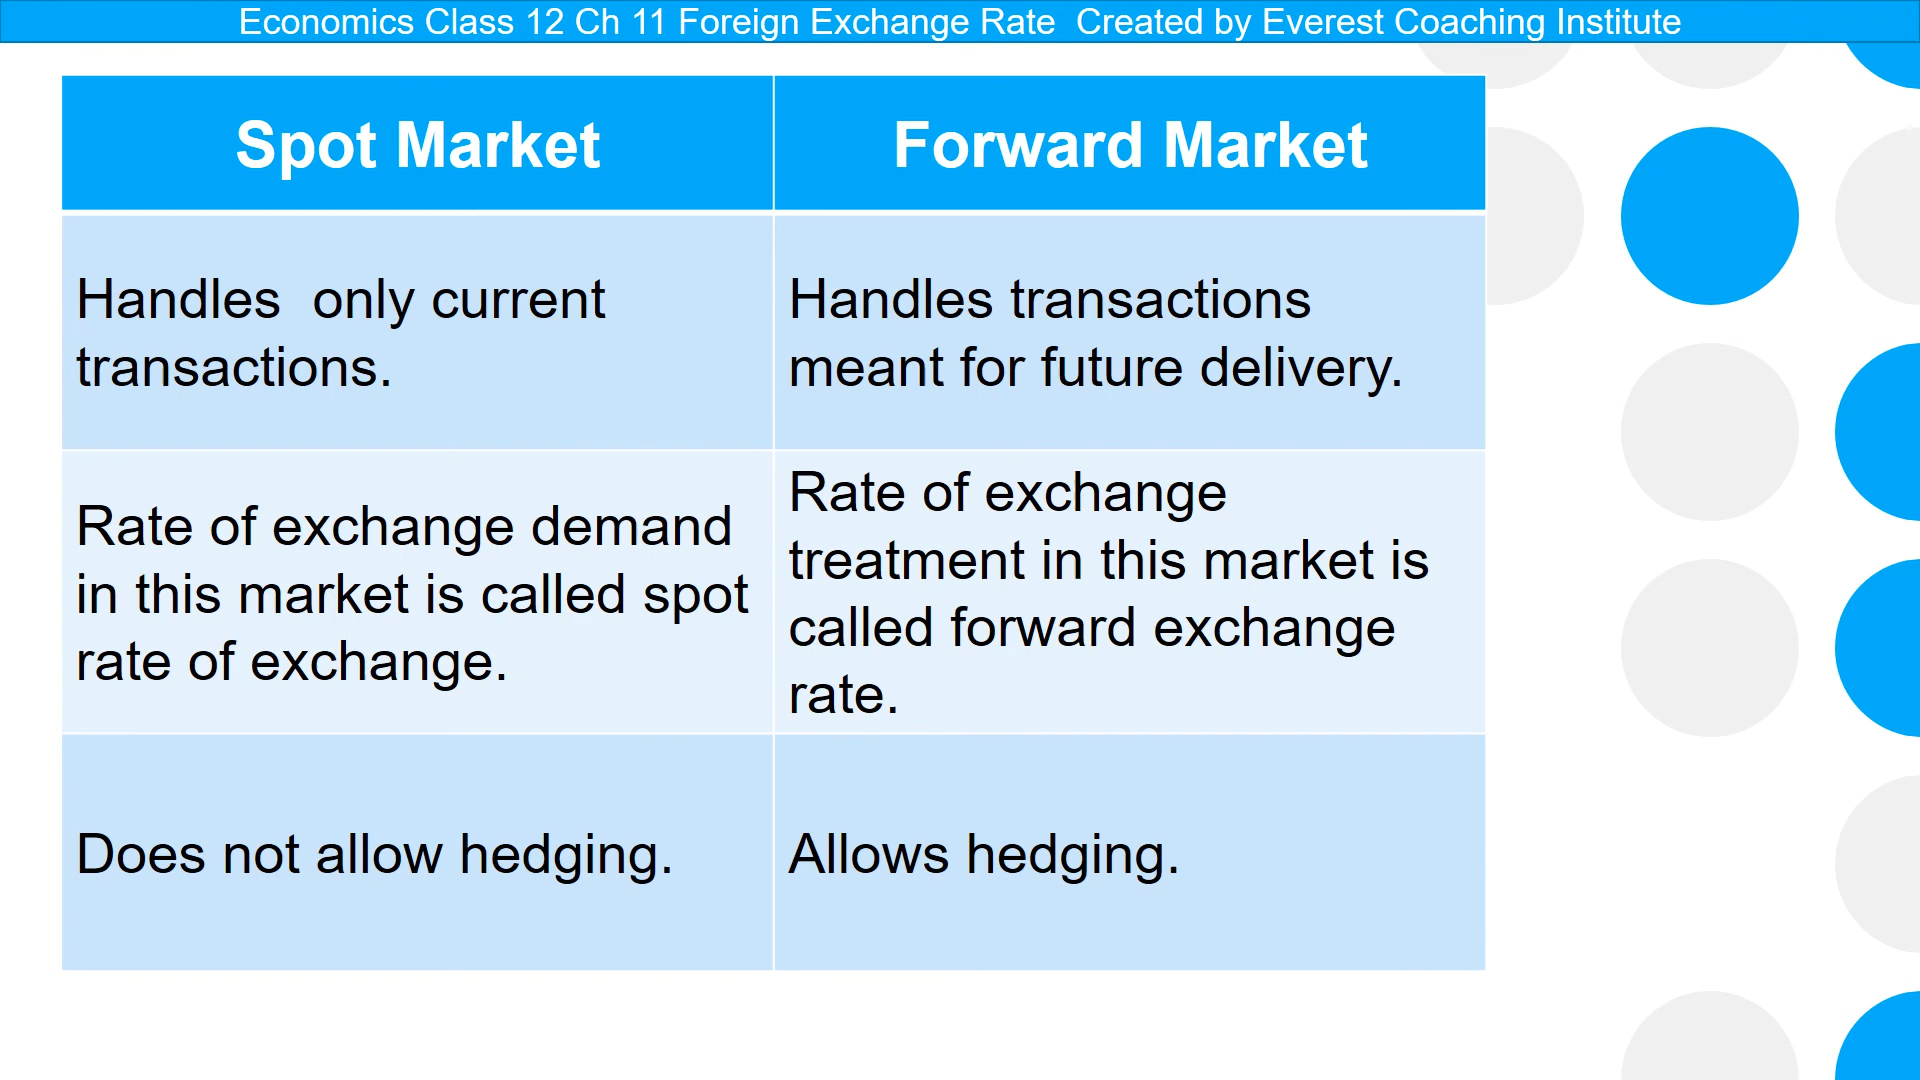 Economics Class 12 Ch 11 Foreign Exchange Rate  Created by Everest Coaching Institute
Spot Market
Forward Market
Handles  only current
transactions.
Handles transactions
meant for future delivery.
Rate of exchange demand
in this market is called spot
rate of exchange.
Rate of exchange
treatment in this market is
called forward exchange
rate.
Does not allow hedging.
Allows hedging.